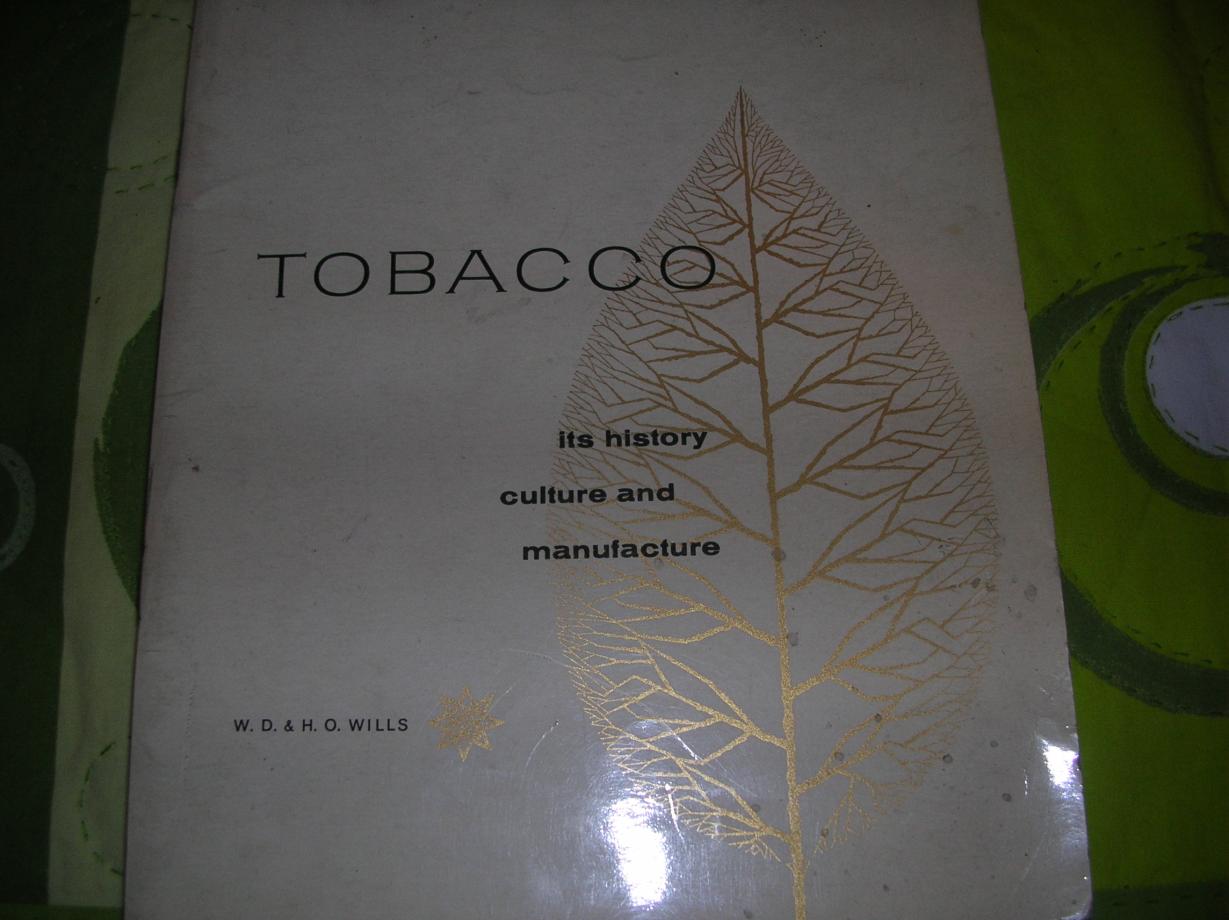 TOBACCO
its history
culture and
manufacture
W. D. & H. O. WILLS